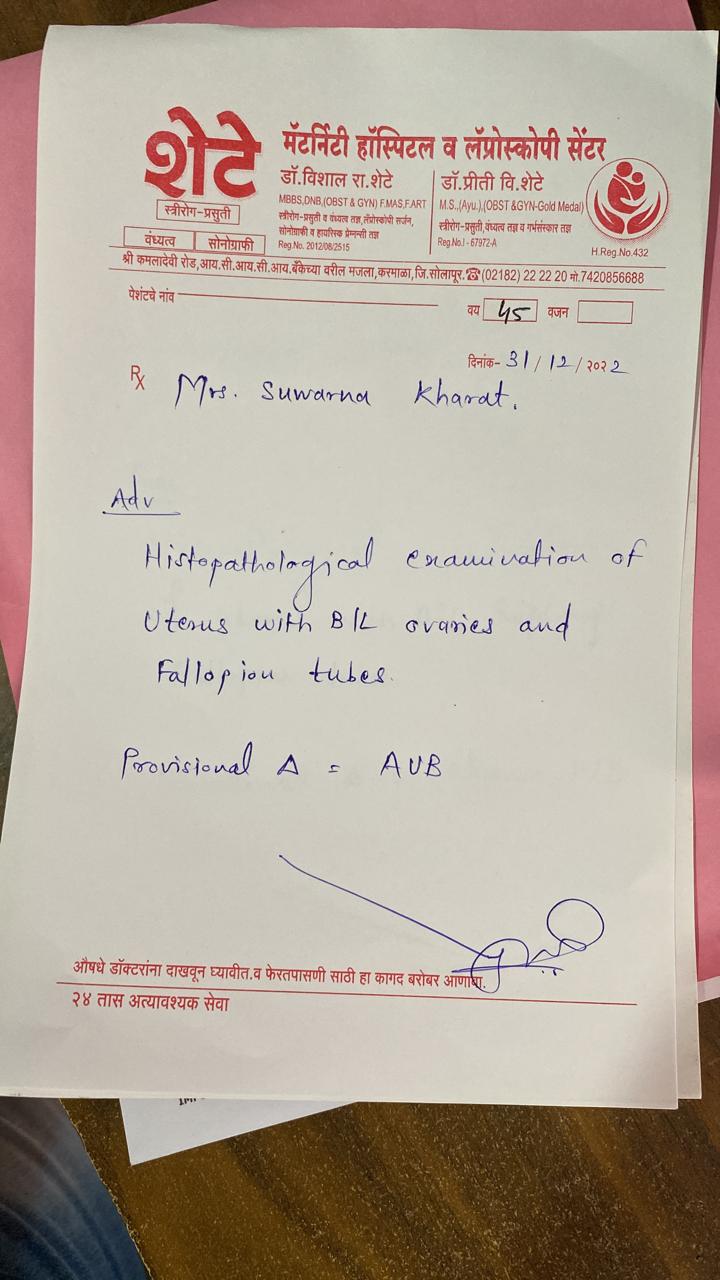 शेटे
मॅटर्निटी हॉस्पिटल व लॅप्रोस्कोपी सेंटर
स्त्रीरोग-प्रसुती
वंध्यत्व सोनोग्राफी
डॉ.विशाल रा.शेटे
MBBS,DNB,(OBST & GYN) F.MAS,F.ART
स्त्रीरोग-प्रसुती व वंध्यत्व तज्ञ,लॅप्रोस्कोपी सर्जन,
सोनोग्राफी व हायरिस्क प्रेग्नन्सी तज्ञ
Reg.No. 2012/08/2515
डॉ.प्रीती वि.शेटे
M.S.,(Ayu.),(OBST &GYN-Gold Medal)
स्त्रीरोग-प्रसुती,वंध्यत्व तज्ञ व गर्भसंस्कार तज्ञ
Reg.No.I - 67972-A
H.Reg.No.432
श्री कमलादेवी रोड,आय.सी.आय.सी.आय.बँकेच्या वरील मजला,करमाळा,जि.सोलापूर.☎(02182) 22 22 20 मो.7420856688
पेशंटचे नांव
वय 45 वजन
दिनांक- 31/12/२०२2
Rx Mrs. Suwarna Kharat.
Adv
Histopathological examination of
Uterus with B/L ovaries and
Fallopion tubes.
Provisional Δ = AUB
औषधे डॉक्टरांना दाखवून घ्यावीत.व फेरतपासणी साठी हा कागद बरोबर आणावा.
२४ तास अत्यावश्यक सेवा